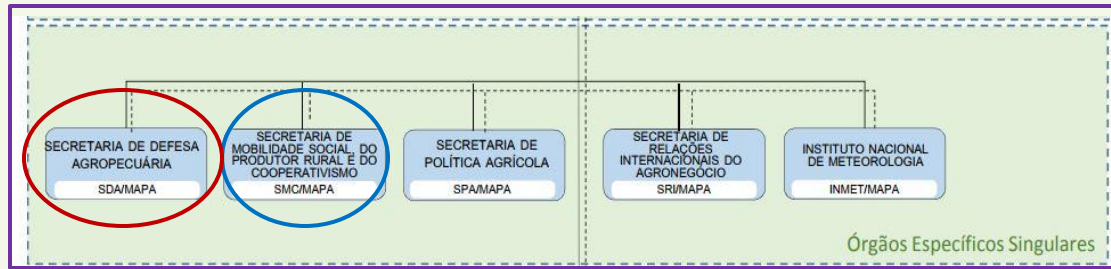 SECRETARIA DE DEFESA
AGROPECUÁRIA
SDA/MAPA
SECRETARIA DE
MOBILIDADE SOCIAL, DO
PRODUTOR RURAL E DO
COOPERATIVISMO
SMC/MAPA
SECRETARIA DE
POLÍTICA AGRÍCOLA
SPA/MAPA
SECRETARIA DE
RELAÇÕES
INTERNACIONAIS DO
AGRONEGÓCIO
SRI/MAPA
INSTITUTO NACIONAL
DE METEOROLOGIA
INMET/MAPA
Órgãos Específicos Singulares